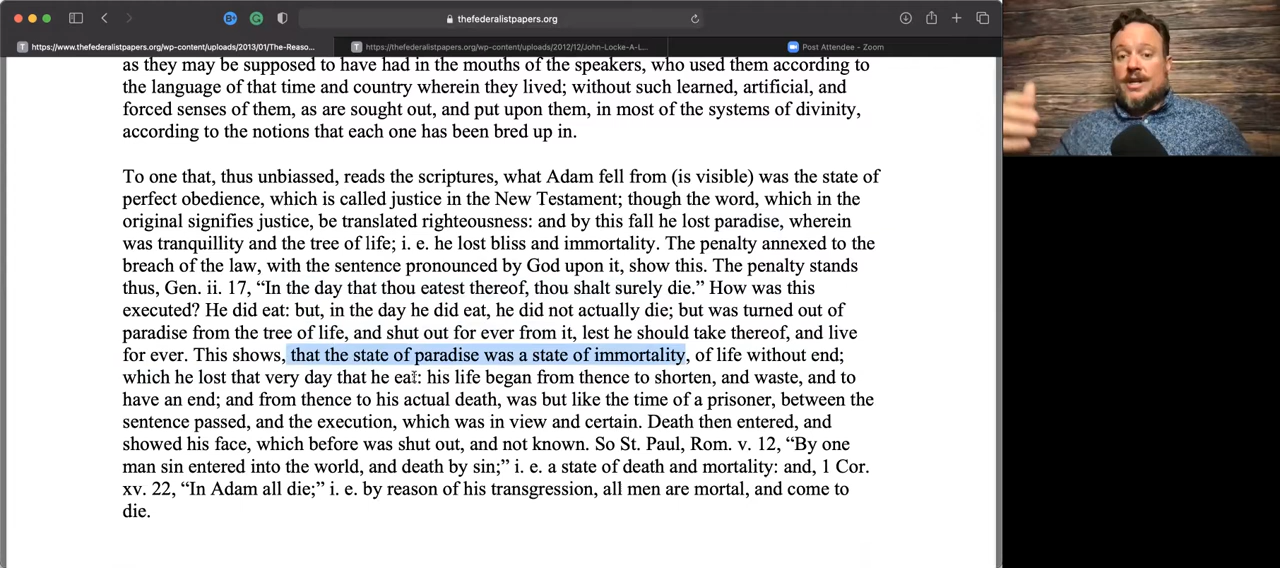 thefederalistpapers.org
https://www.thefederalistpapers.org/wp-content/uploads/2013/01/The-Reaso...
https://thefederalistpapers.org/wp-content/uploads/2012/12/John-Locke-A-L...
Post Attendee - Zoom
as they may be supposed to have had in the mouths of the speakers, who used them according to
the language of that time and country wherein they lived; without such learned, artificial, and
forced senses of them, as are sought out, and put upon them, in most of the systems of divinity,
according to the notions that each one has been bred up in.
To one that, thus unbiassed, reads the scriptures, what Adam fell from (is visible) was the state of
perfect obedience, which is called justice in the New Testament; though the word, which in the
original signifies justice, be translated righteousness: and by this fall he lost paradise, wherein
was tranquillity and the tree of life; i. e. he lost bliss and immortality. The penalty annexed to the
breach of the law, with the sentence pronounced by God upon it, show this. The penalty stands
thus, Gen. ii. 17, “In the day that thou eatest thereof, thou shalt surely die.” How was this
executed? He did eat: but, in the day he did eat, he did not actually die; but was turned out of
paradise from the tree of life, and shut out for ever from it, lest he should take thereof, and live
for ever. This shows, that the state of paradise was a state of immortality, of life without end;
which he lost that very day that he eat: his life began from thence to shorten, and waste, and to
have an end; and from thence to his actual death, was but like the time of a prisoner, between the
sentence passed, and the execution, which was in view and certain. Death then entered, and
showed his face, which before was shut out, and not known. So St. Paul, Rom. v. 12, “By one
man sin entered into the world, and death by sin;” i. e. a state of death and mortality: and, 1 Cor.
xv. 22, “In Adam all die;” i. e. by reason of his transgression, all men are mortal, and come to
die.